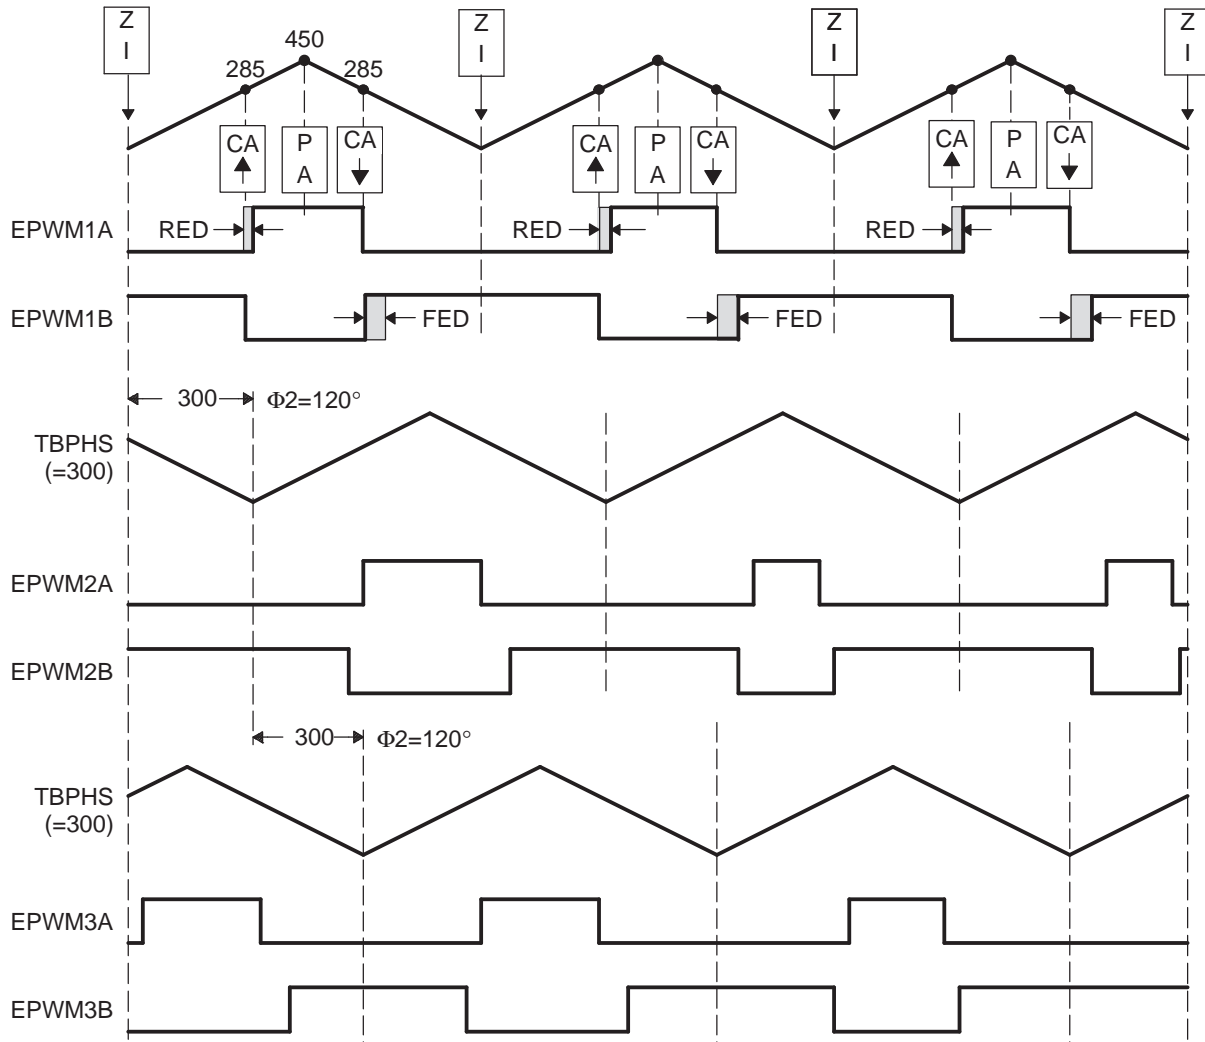 Z Z Z Z
I I I I
450
285 285
CA P CA CA P CA CA P CA
A A A
EPWM1A RED RED RED
EPWM1B FED FED FED
300 Φ2=120°
TBPHS
(=300)
EPWM2A
EPWM2B
300 Φ2=120°
TBPHS
(=300)
EPWM3A
EPWM3B